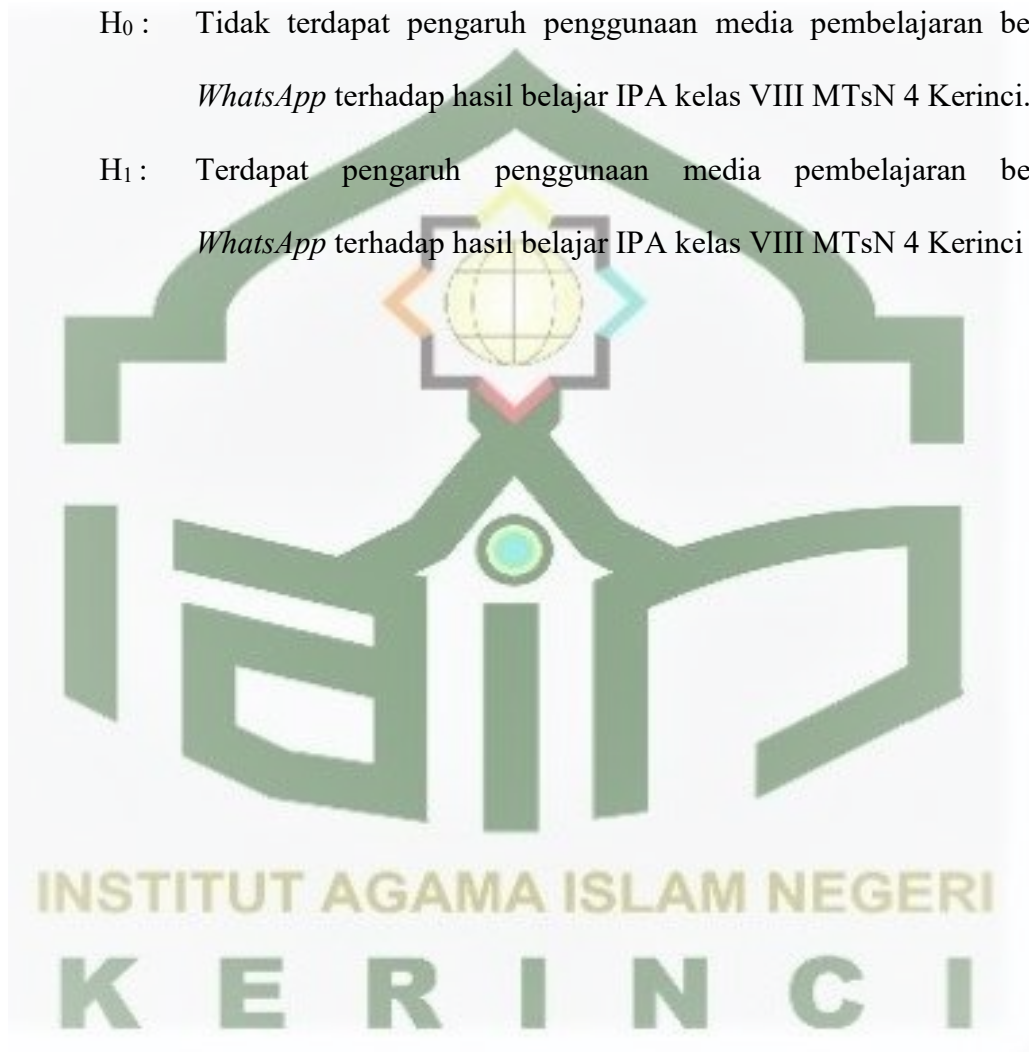 H₀ : Tidak terdapat pengaruh penggunaan media pembelajaran be
WhatsApp terhadap hasil belajar IPA kelas VIII MTsN 4 Kerinci.
H₁ : Terdapat pengaruh penggunaan media pembelajaran be
WhatsApp terhadap hasil belajar IPA kelas VIII MTsN 4 Kerinci
iain
INSTITUT AGAMA ISLAM NEGERI
KERINCI